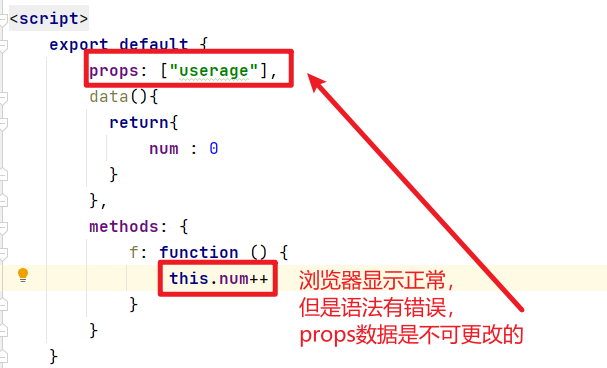 <script>
export default {
props: ["userage"],
data(){
return{
num : 0
}
},
methods: {
f: function () {
this.num++
浏览器显示正常，
但是语法有错误，
props数据是不可更改的
}
}
}